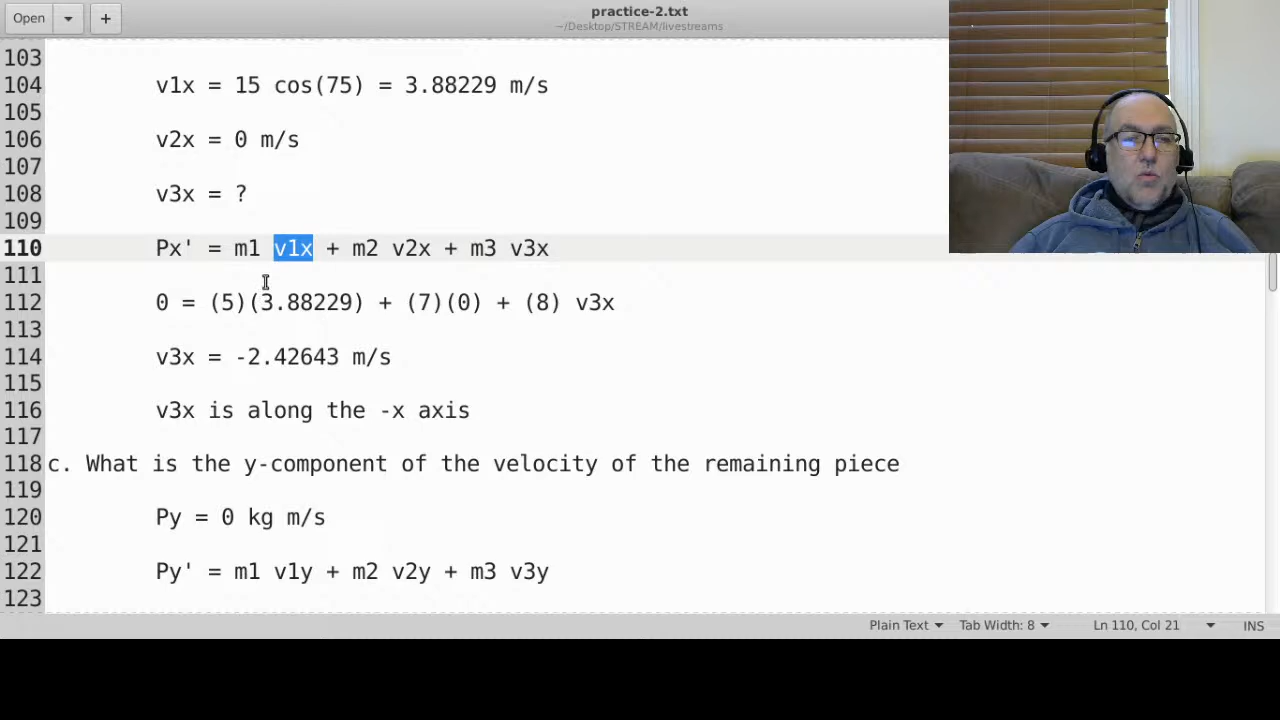 Open
practice-2.txt
~/Desktop/STREAM/livestreams
103
104 v1x = 15 cos(75) = 3.88229 m/s
105
106 v2x = 0 m/s
107
108 v3x = ?
109
110 Px' = m1 v1x + m2 v2x + m3 v3x
111
112 0 = (5)(3.88229) + (7)(0) + (8) v3x
113
114 v3x = -2.42643 m/s
115
116 v3x is along the -x axis
117
118 c. What is the y-component of the velocity of the remaining piece
119
120 Py = 0 kg m/s
121
122 Py' = m1 v1y + m2 v2y + m3 v3y
123
Plain Text Tab Width: 8 Ln 110, Col 21 INS